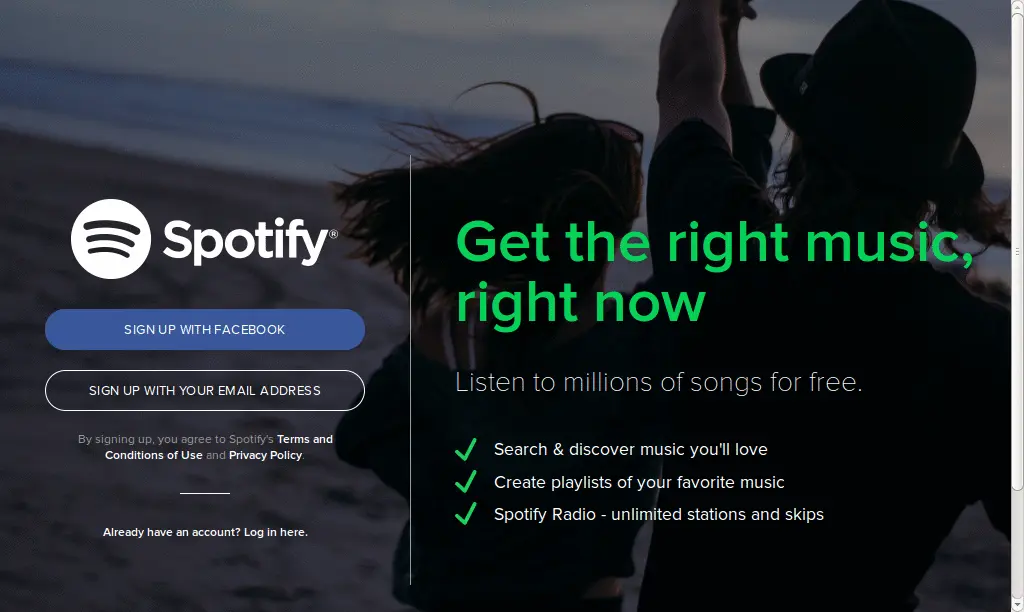 Spotify®
SIGN UP WITH FACEBOOK
SIGN UP WITH YOUR EMAIL ADDRESS
By signing up, you agree to Spotify's Terms and
Conditions of Use and Privacy Policy.
Already have an account? Log in here.
Get the right music,
right now
Listen to millions of songs for free.
Search & discover music you'll love
Create playlists of your favorite music
Spotify Radio - unlimited stations and skips